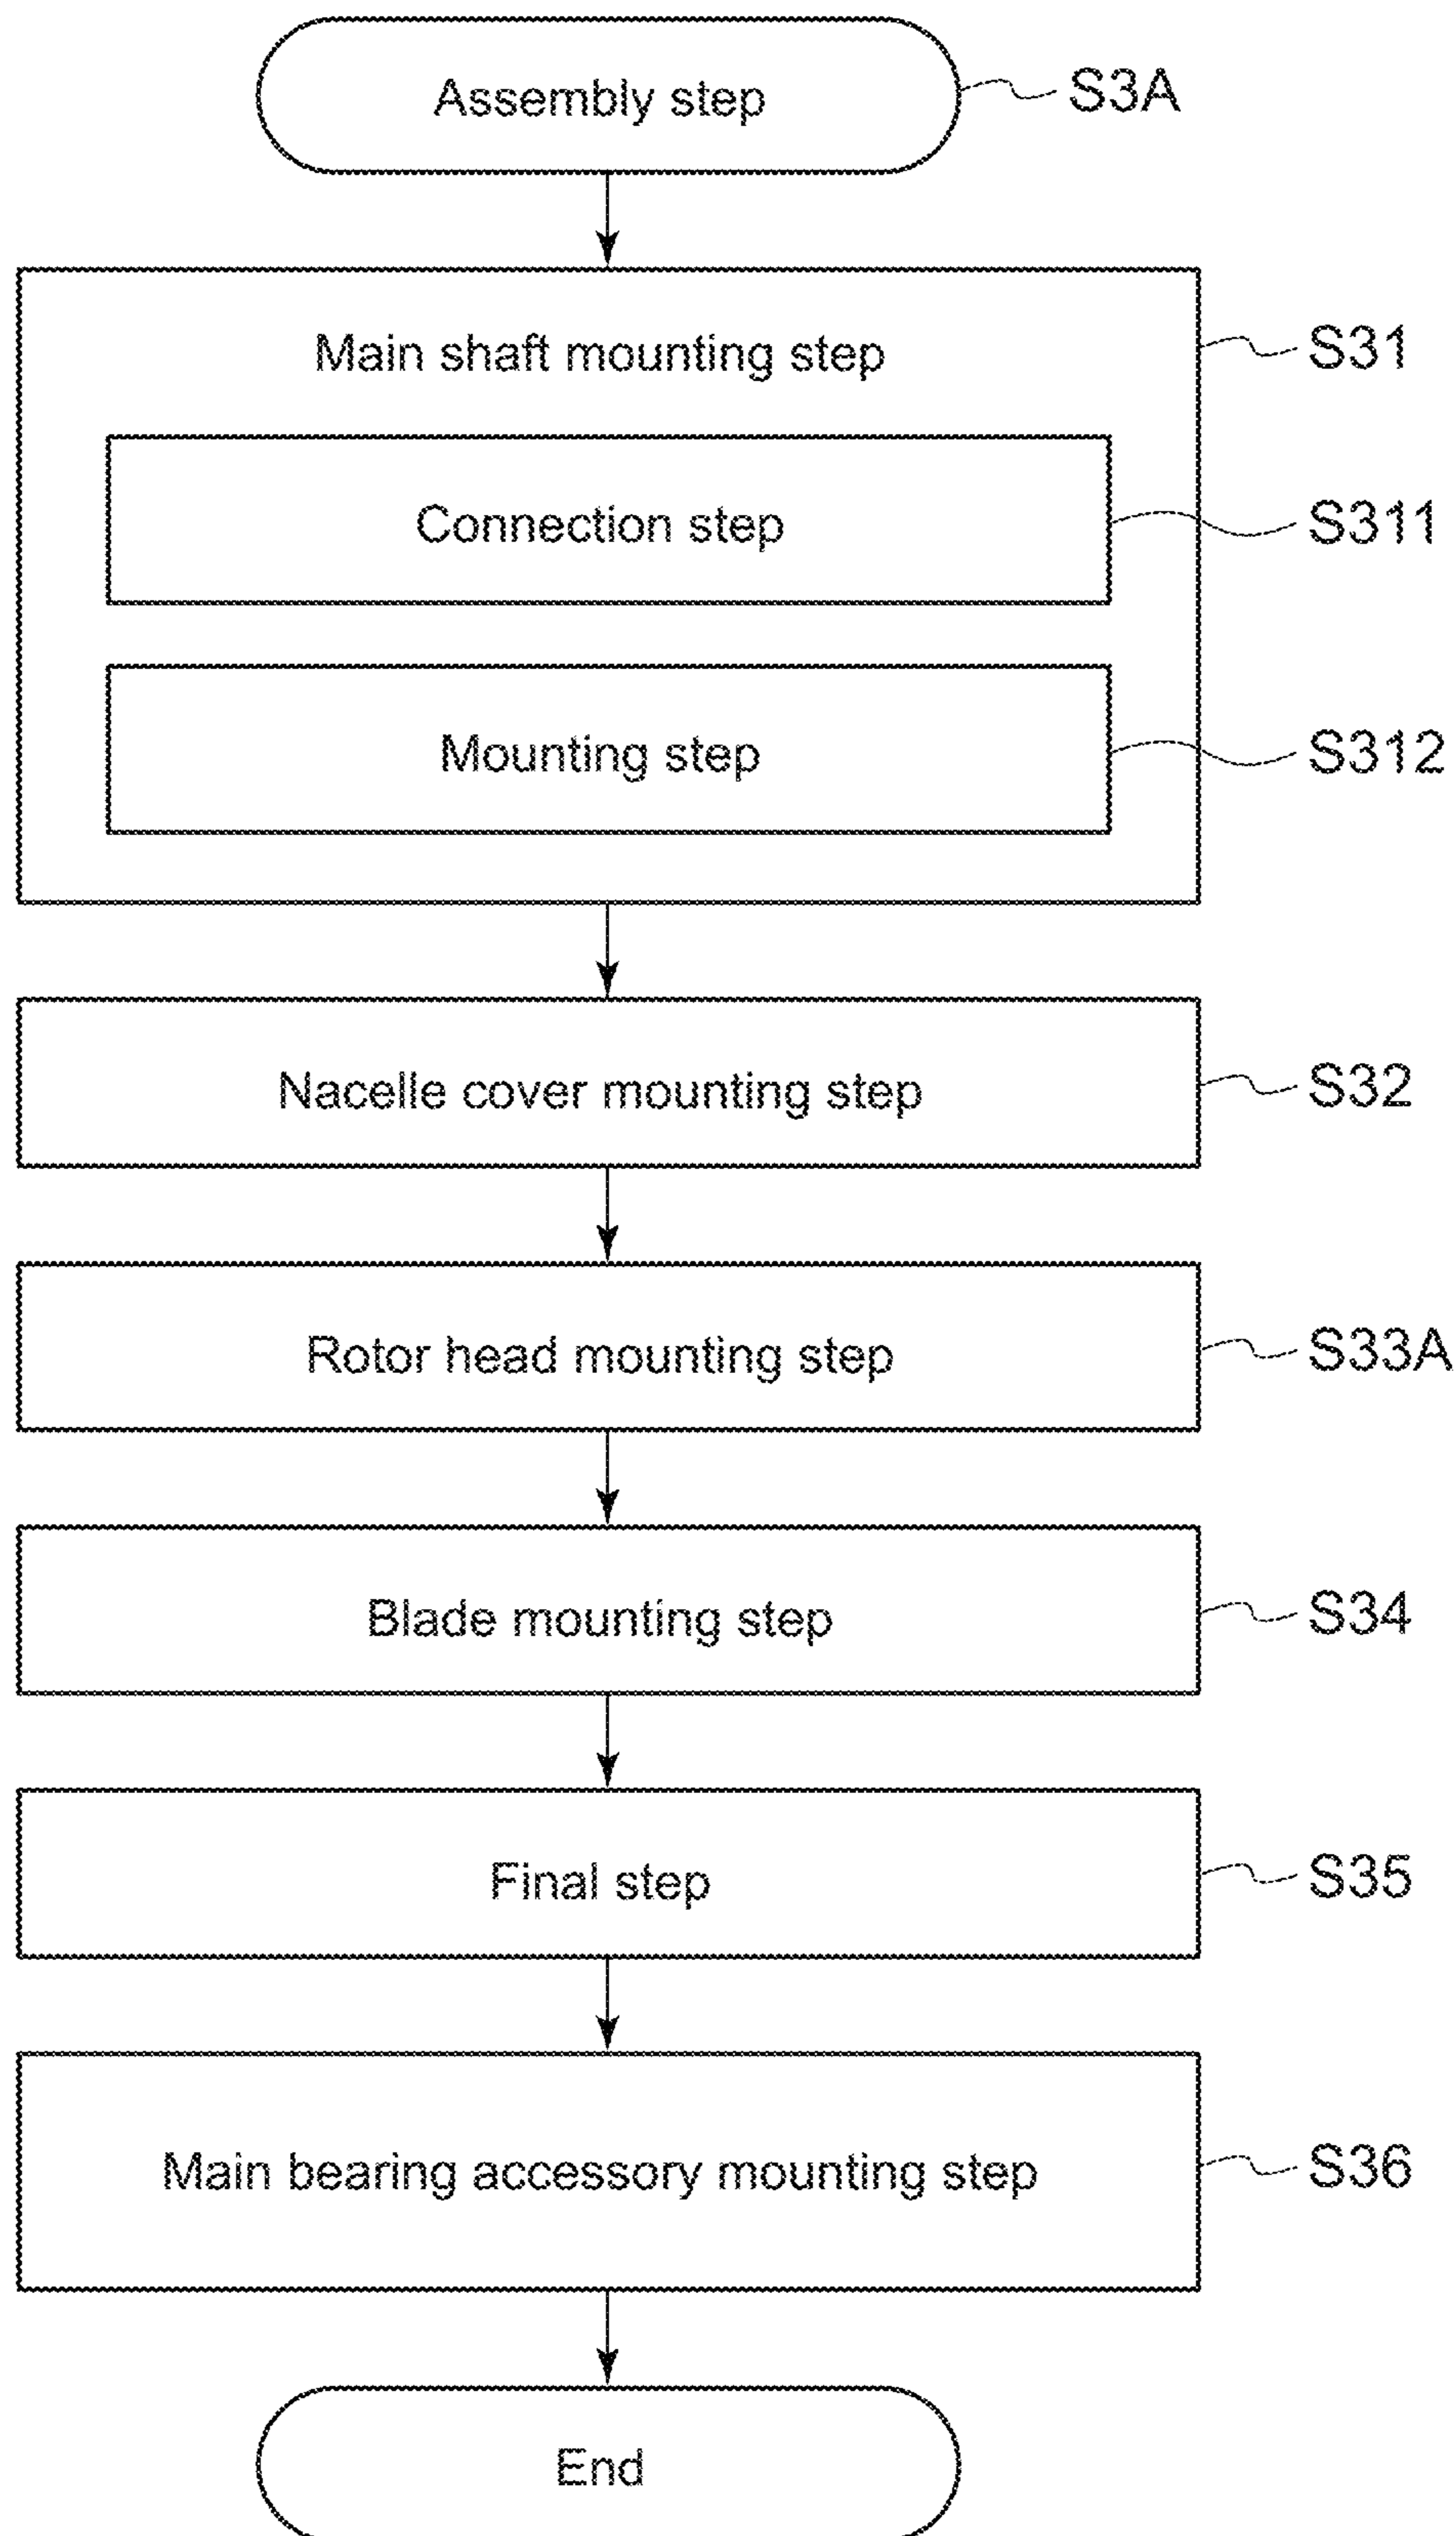 Assembly step
S3A
Main shaft mounting step
S31
Connection step
S311
Mounting step
S312
Nacelle cover mounting step
S32
Rotor head mounting step
S33A
Blade mounting step
S34
Final step
S35
Main bearing accessory mounting step
S36
End